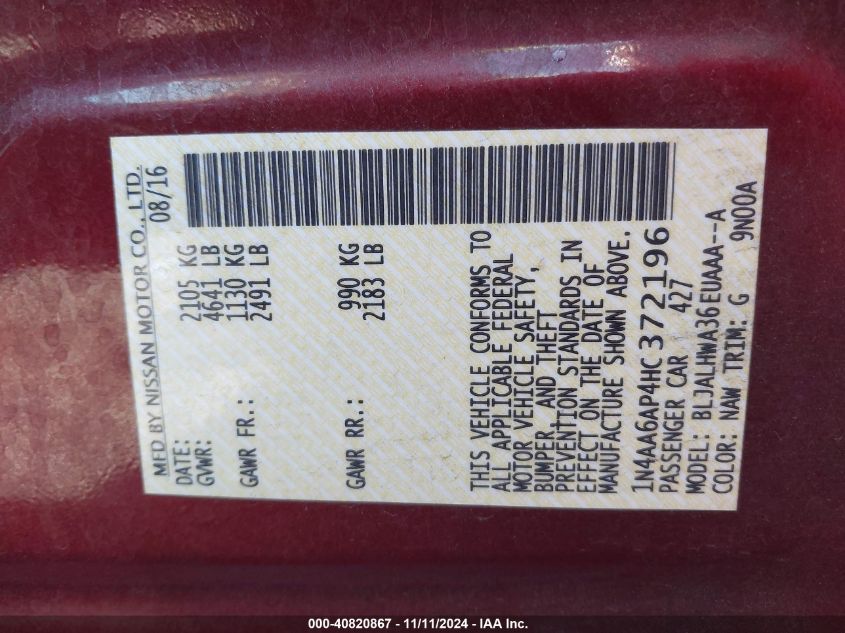 MFD BY NISSAN MOTOR CO., LTD.
DATE: 08/16
GVWR: 2105 KG
4641 LB
GAWR FR.: 1130 KG
2491 LB
GAWR RR.: 990 KG
2183 LB
THIS VEHICLE CONFORMS TO
ALL APPLICABLE FEDERAL
MOTOR VEHICLE SAFETY,
BUMPER, AND THEFT
PREVENTION STANDARDS IN
EFFECT ON THE DATE OF
MANUFACTURE SHOWN ABOVE.
1N4AA6AP4HC372196
PASSENGER CAR 427
MODEL: BLJALHWA36EUAAA--A
COLOR: NAW TRIM: G 9N00A
000-40820867 - 11/11/2024 - IAA Inc.